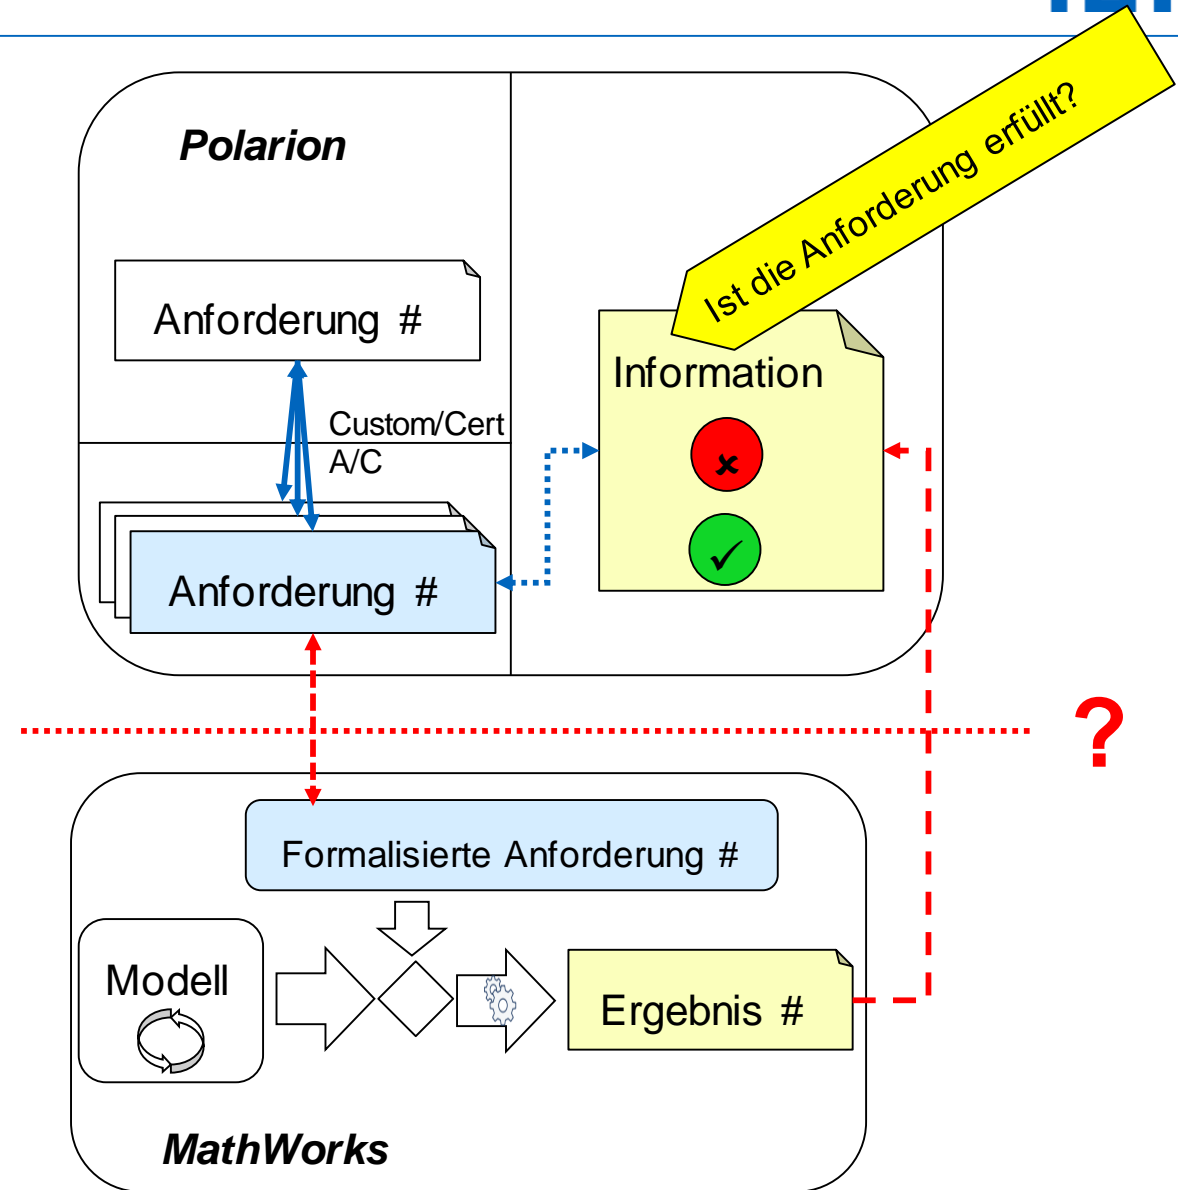 Polarion
Ist die Anforderung erfüllt?
Anforderung #
Information
Custom/Cert
A/C
Anforderung #
?
Formalisierte Anforderung #
Modell
Ergebnis #
MathWorks